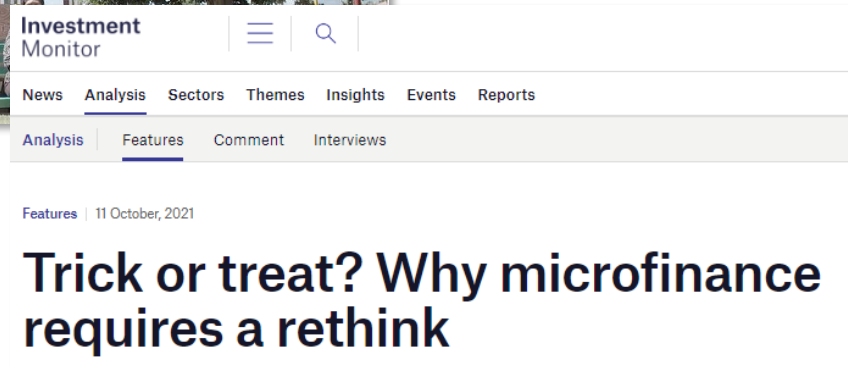 Investment
Monitor
News Analysis Sectors Themes Insights Events Reports
Analysis Features Comment Interviews
Features 11 October, 2021
Trick or treat? Why microfinance
requires a rethink